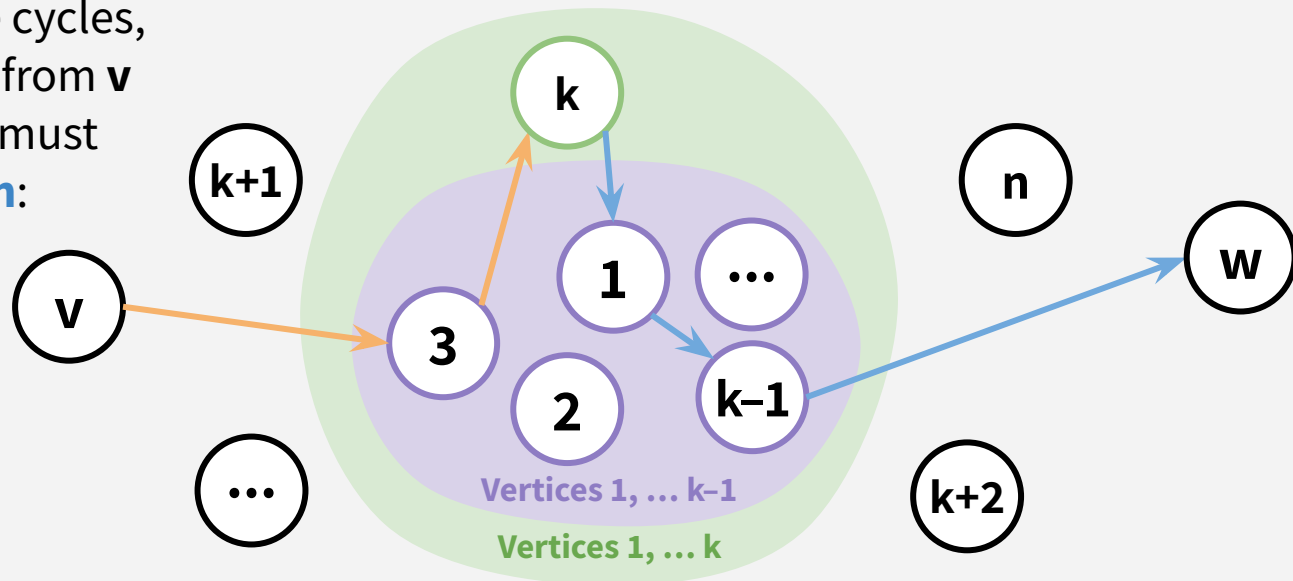 cycles,
from v
must
:
k
k+1
n
w
1
...
v
3
k–1
2
...
k+2
Vertices 1, ... k–1
Vertices 1, ... k